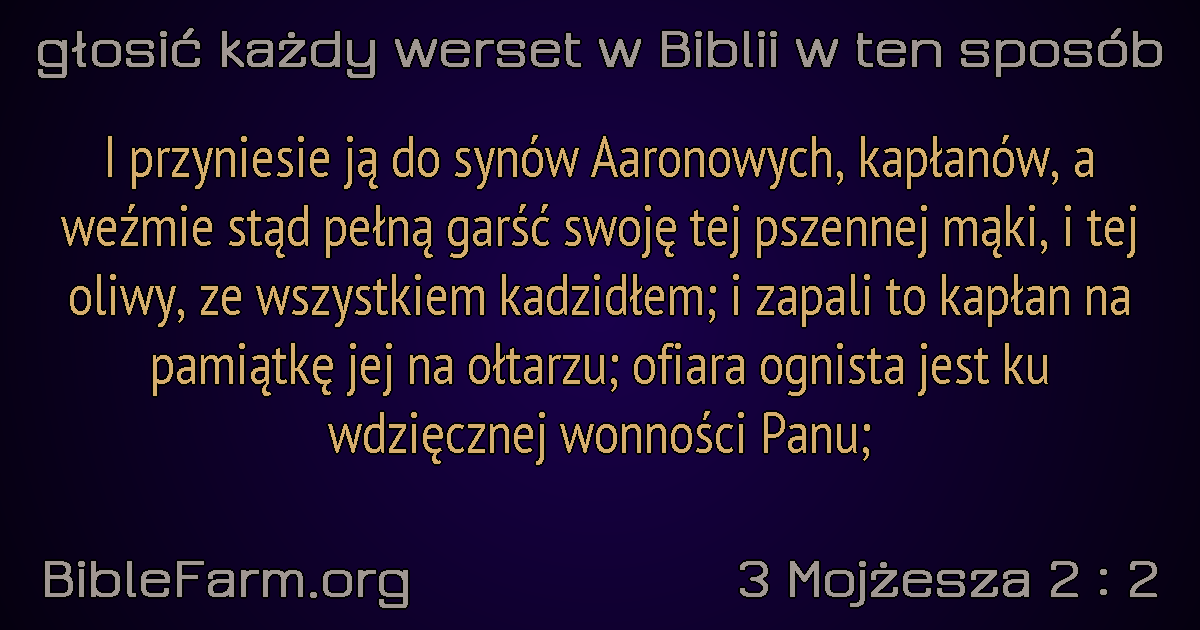 głosić każdy werset w Biblii w ten sposób
I przyniesie ją do synów Aaronowych, kapłanów, a
weźmie stąd pełną garść swoję tej pszennej mąki, i tej
oliwy, ze wszystkiem kadzidłem; i zapali to kapłan na
pamiątkę jej na ołtarzu; ofiara ognista jest ku
wdzięcznej wonności Panu;
BibleFarm.org
3 Mojżesza 2 : 2